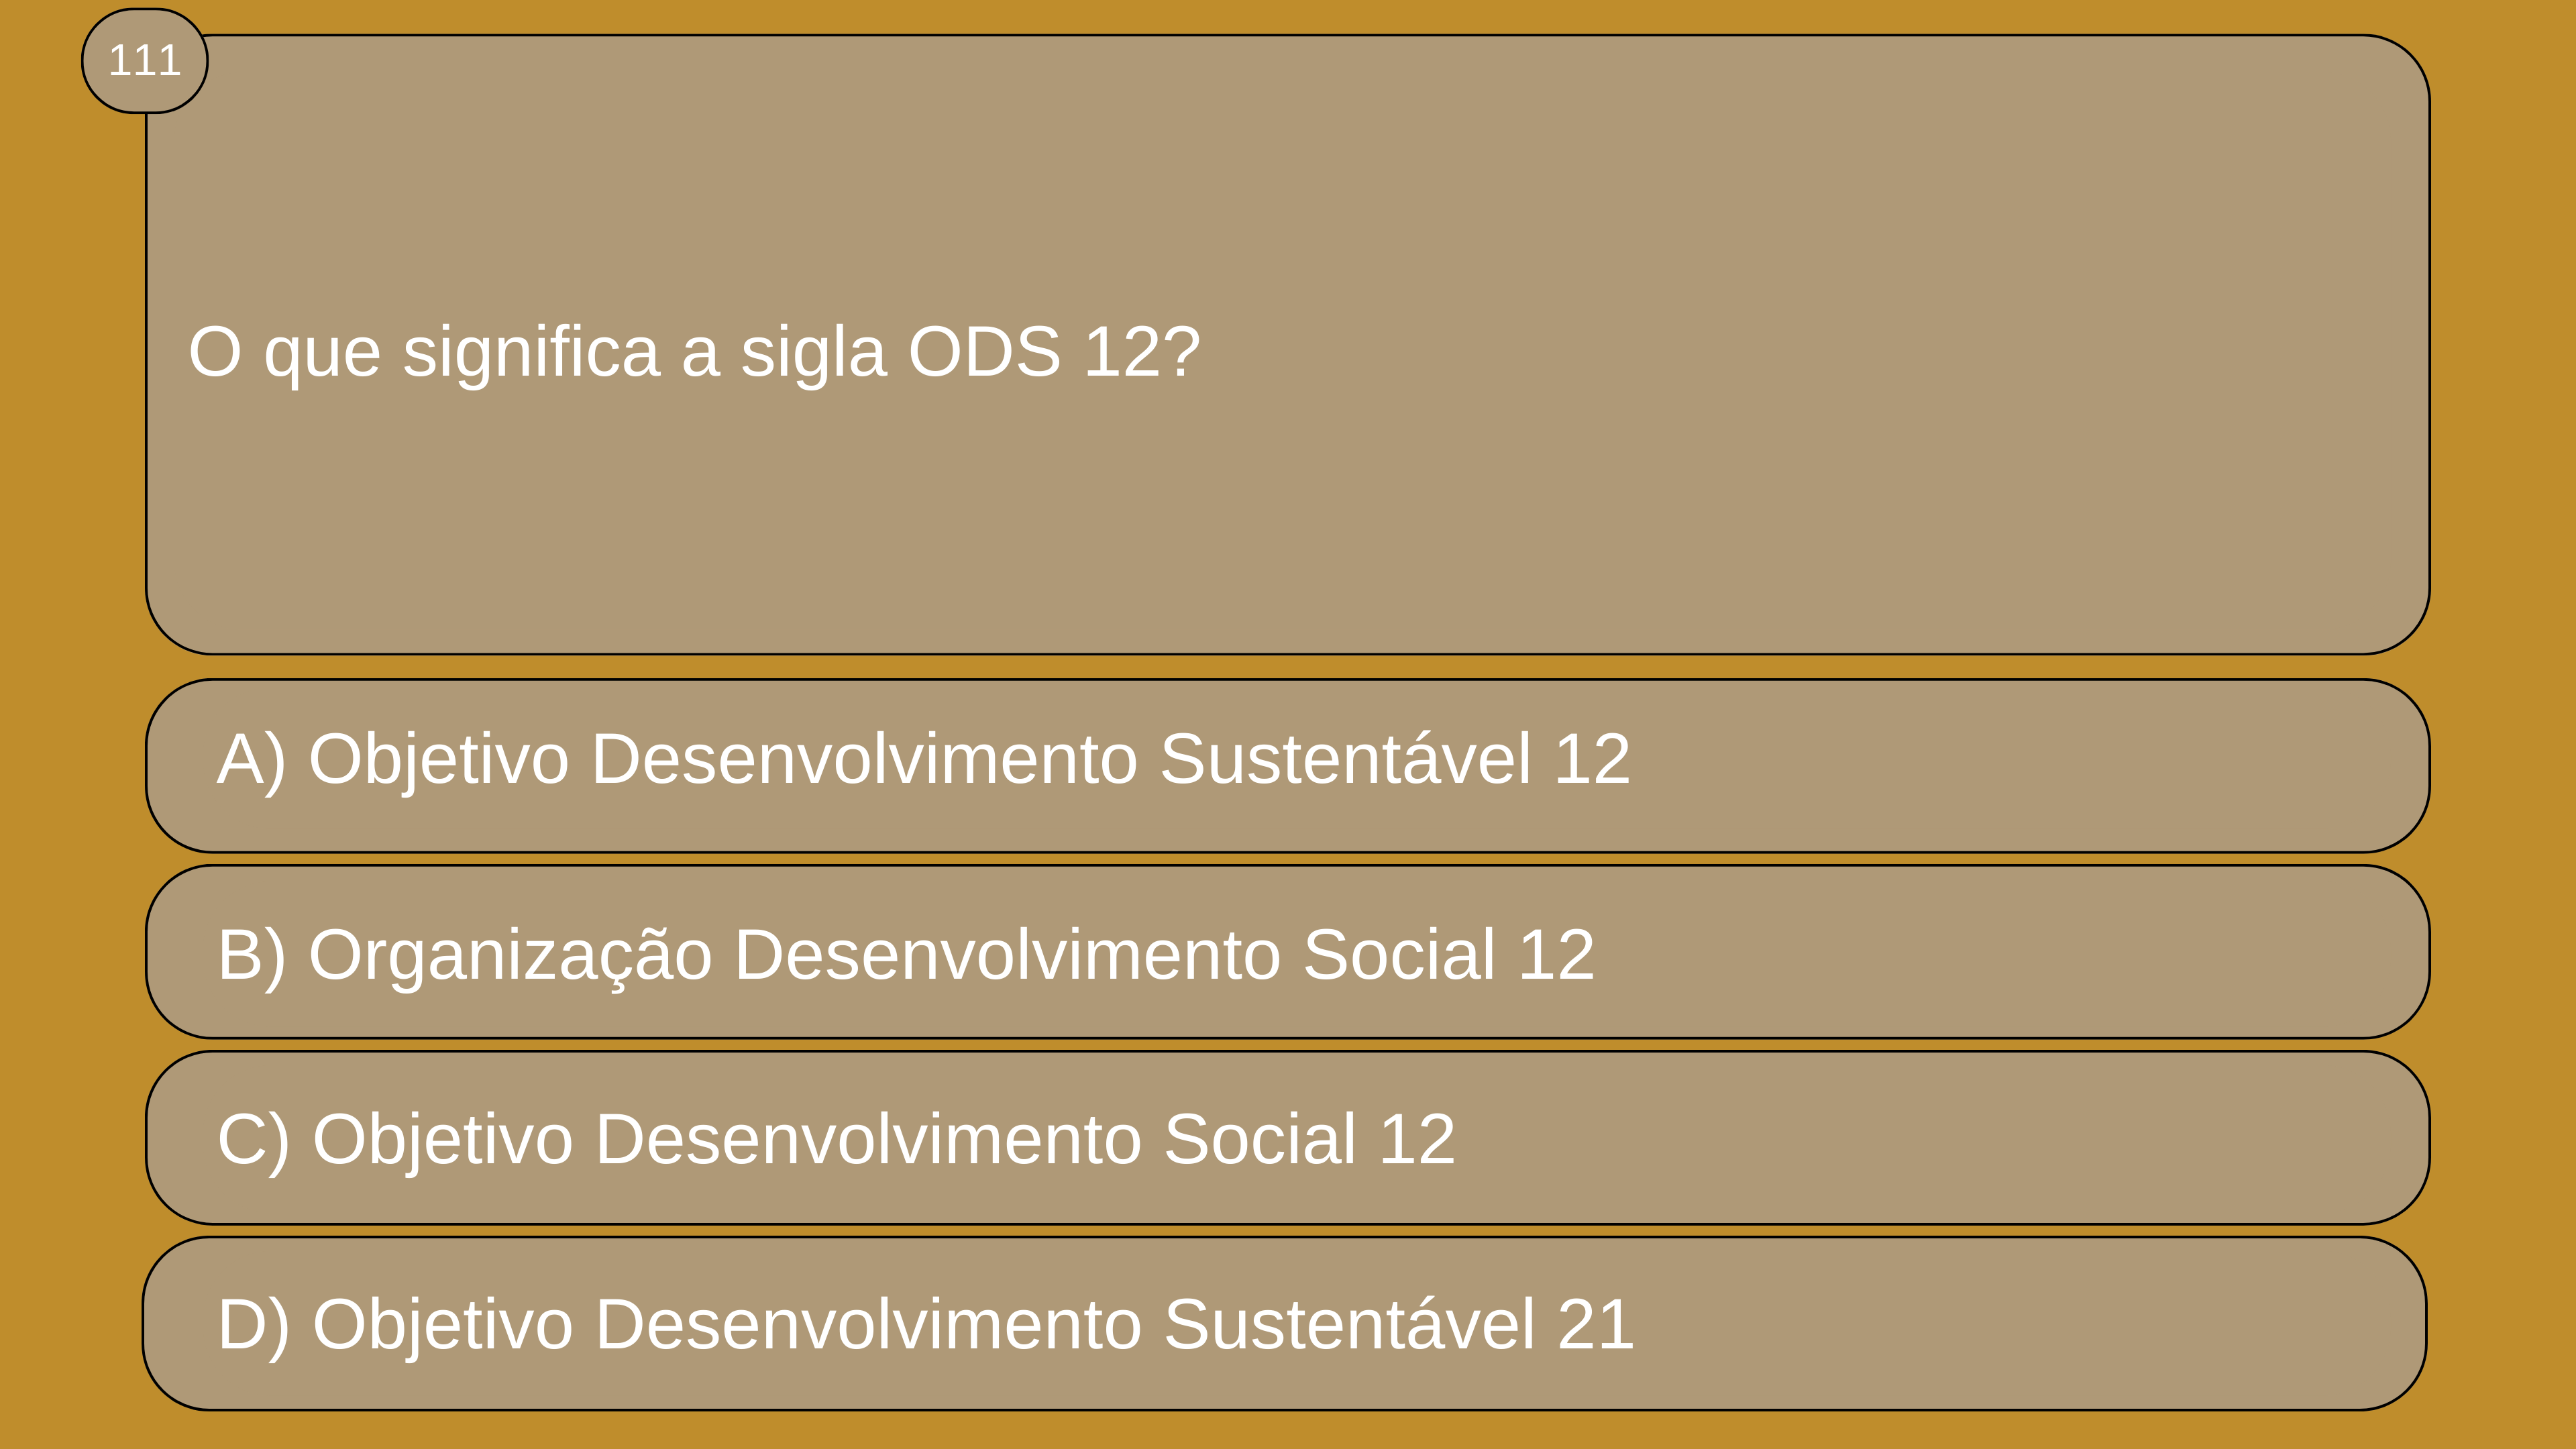 111
O que significa a sigla ODS 12?
A) Objetivo Desenvolvimento Sustentável 12
B) Organização Desenvolvimento Social 12
C) Objetivo Desenvolvimento Social 12
D) Objetivo Desenvolvimento Sustentável 21